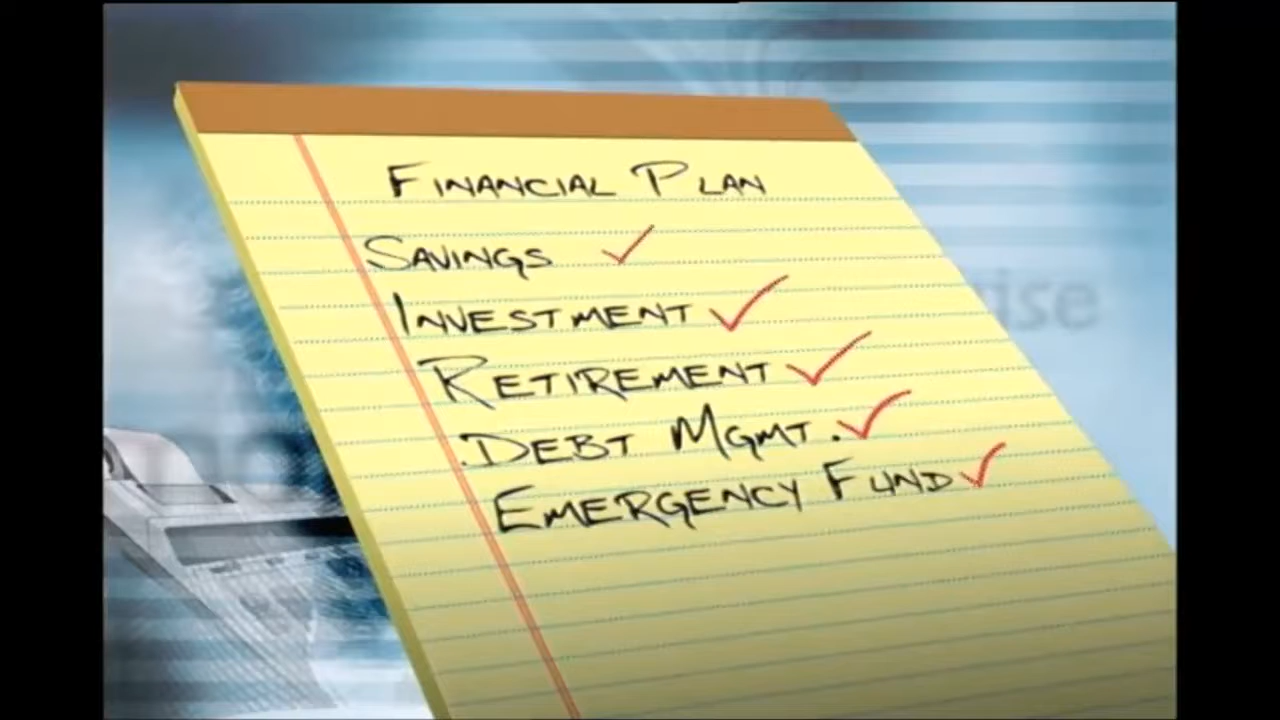 FINANCIAL PLAN
SAVINGS ✓
INVESTMENT ✓
RETIREMENT ✓
DEBT MGMT. ✓
EMERGENCY FUND ✓